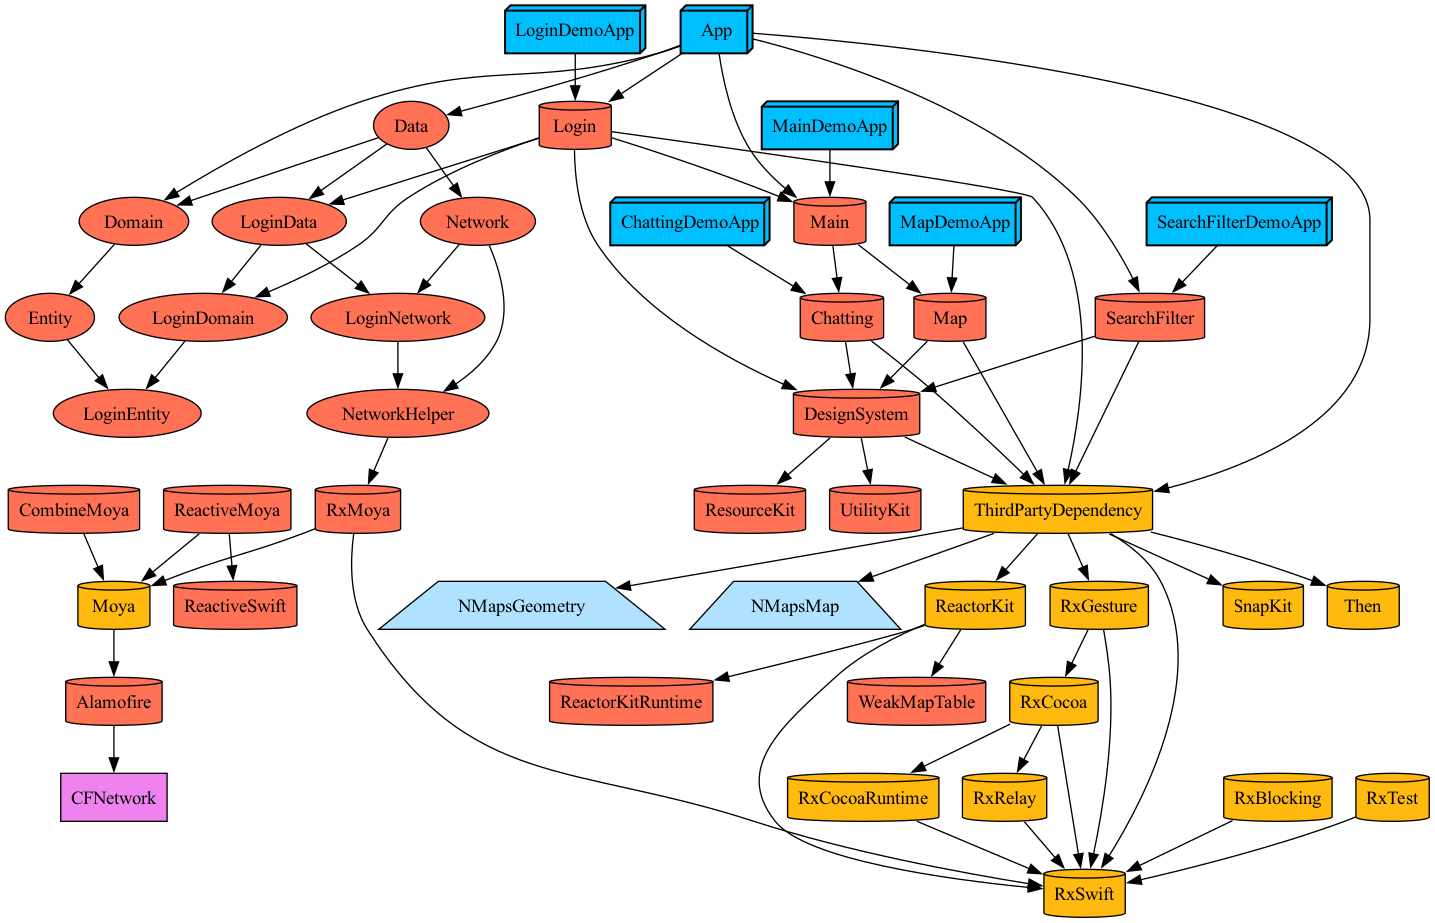 LoginDemoApp
App
Data
Login
MainDemoApp
Domain
LoginData
Network
ChattingDemoApp
Main
MapDemoApp
SearchFilterDemoApp
Entity
LoginDomain
LoginNetwork
Chatting
Map
SearchFilter
LoginEntity
NetworkHelper
DesignSystem
CombineMoya
ReactiveMoya
RxMoya
ResourceKit
UtilityKit
ThirdPartyDependency
Moya
ReactiveSwift
NMapsGeometry
NMapsMap
ReactorKit
RxGesture
SnapKit
Then
Alamofire
ReactorKitRuntime
WeakMapTable
RxCocoa
CFNetwork
RxCocoaRuntime
RxRelay
RxBlocking
RxTest
RxSwift